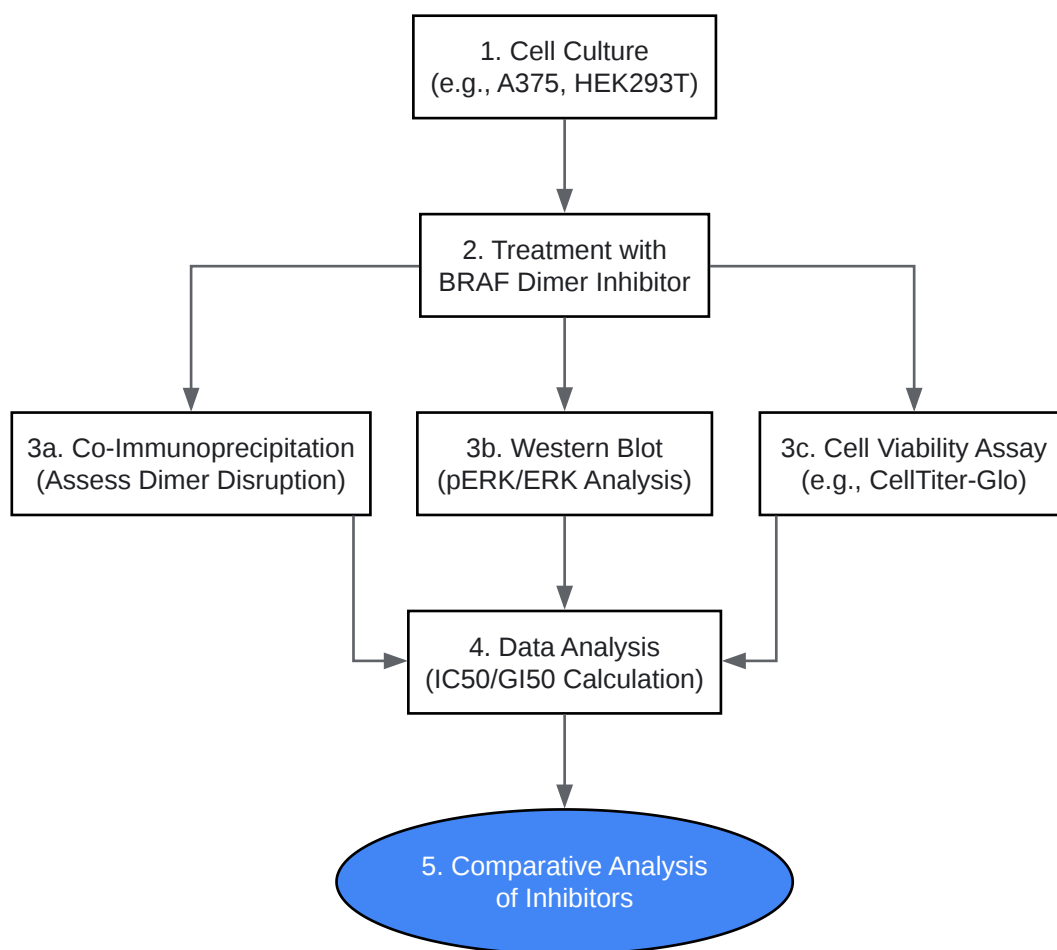 1. Cell Culture
(e.g., A375, HEK293T)
2. Treatment with
BRAF Dimer Inhibitor
3a. Co-Immunoprecipitation
(Assess Dimer Disruption)
3b. Western Blot
(pERK/ERK Analysis)
3c. Cell Viability Assay
(e.g., CellTiter-Glo)
4. Data Analysis
(IC50/GI50 Calculation)
5. Comparative Analysis
of Inhibitors